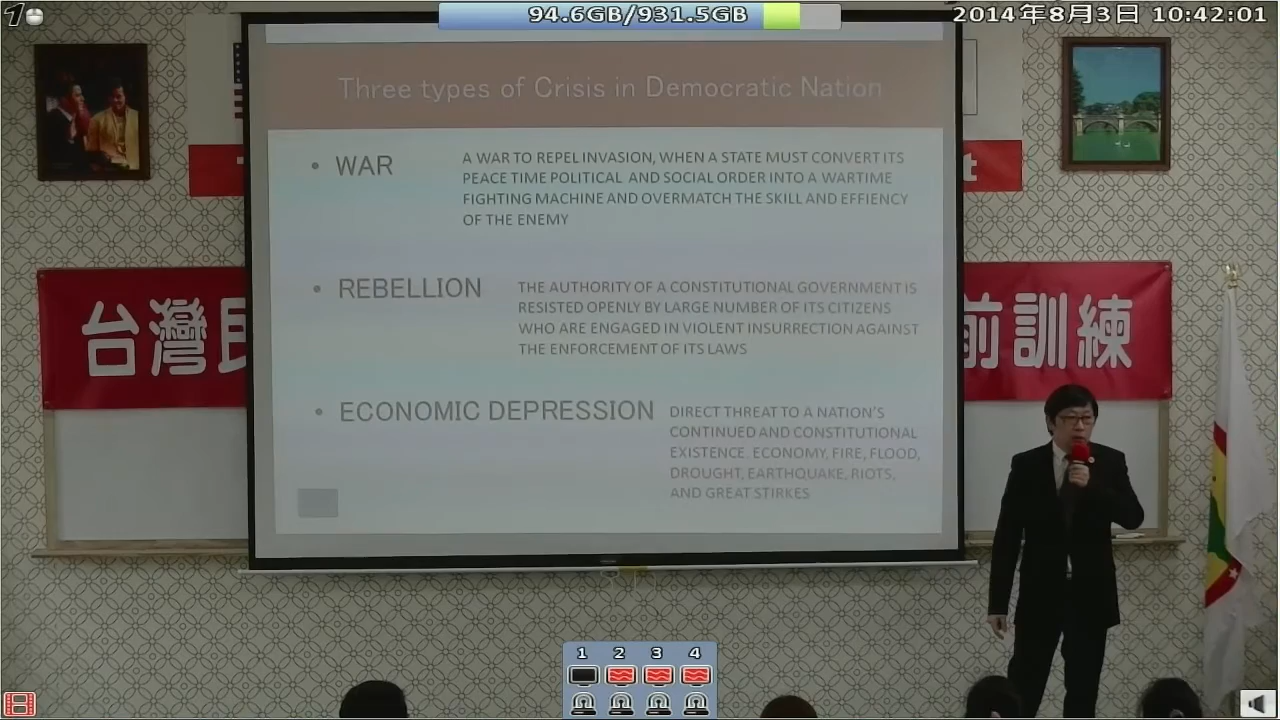 1
94.6GB/931.5GB
2014年8月3日 10:42:01
Three types of Crisis in Democratic Nation
t
• WAR
A WAR TO REPEL INVASION, WHEN A STATE MUST CONVERT ITS
PEACE TIME POLITICAL AND SOCIAL ORDER INTO A WARTIME
FIGHTING MACHINE AND OVERMATCH THE SKILL AND EFFIENCY
OF THE ENEMY
• REBELLION
THE AUTHORITY OF A CONSTITUTIONAL GOVERNMENT IS
RESISTED OPENLY BY LARGE NUMBER OF ITS CITIZENS
WHO ARE ENGAGED IN VIOLENT INSURRECTION AGAINST
THE ENFORCEMENT OF ITS LAWS
台灣民
前訓練
• ECONOMIC DEPRESSION
DIRECT THREAT TO A NATION'S
CONTINUED AND CONSTITUTIONAL
EXISTENCE. ECONOMY, FIRE, FLOOD,
DROUGHT, EARTHQUAKE, RIOTS,
AND GREAT STIRKES
1 2 3 4